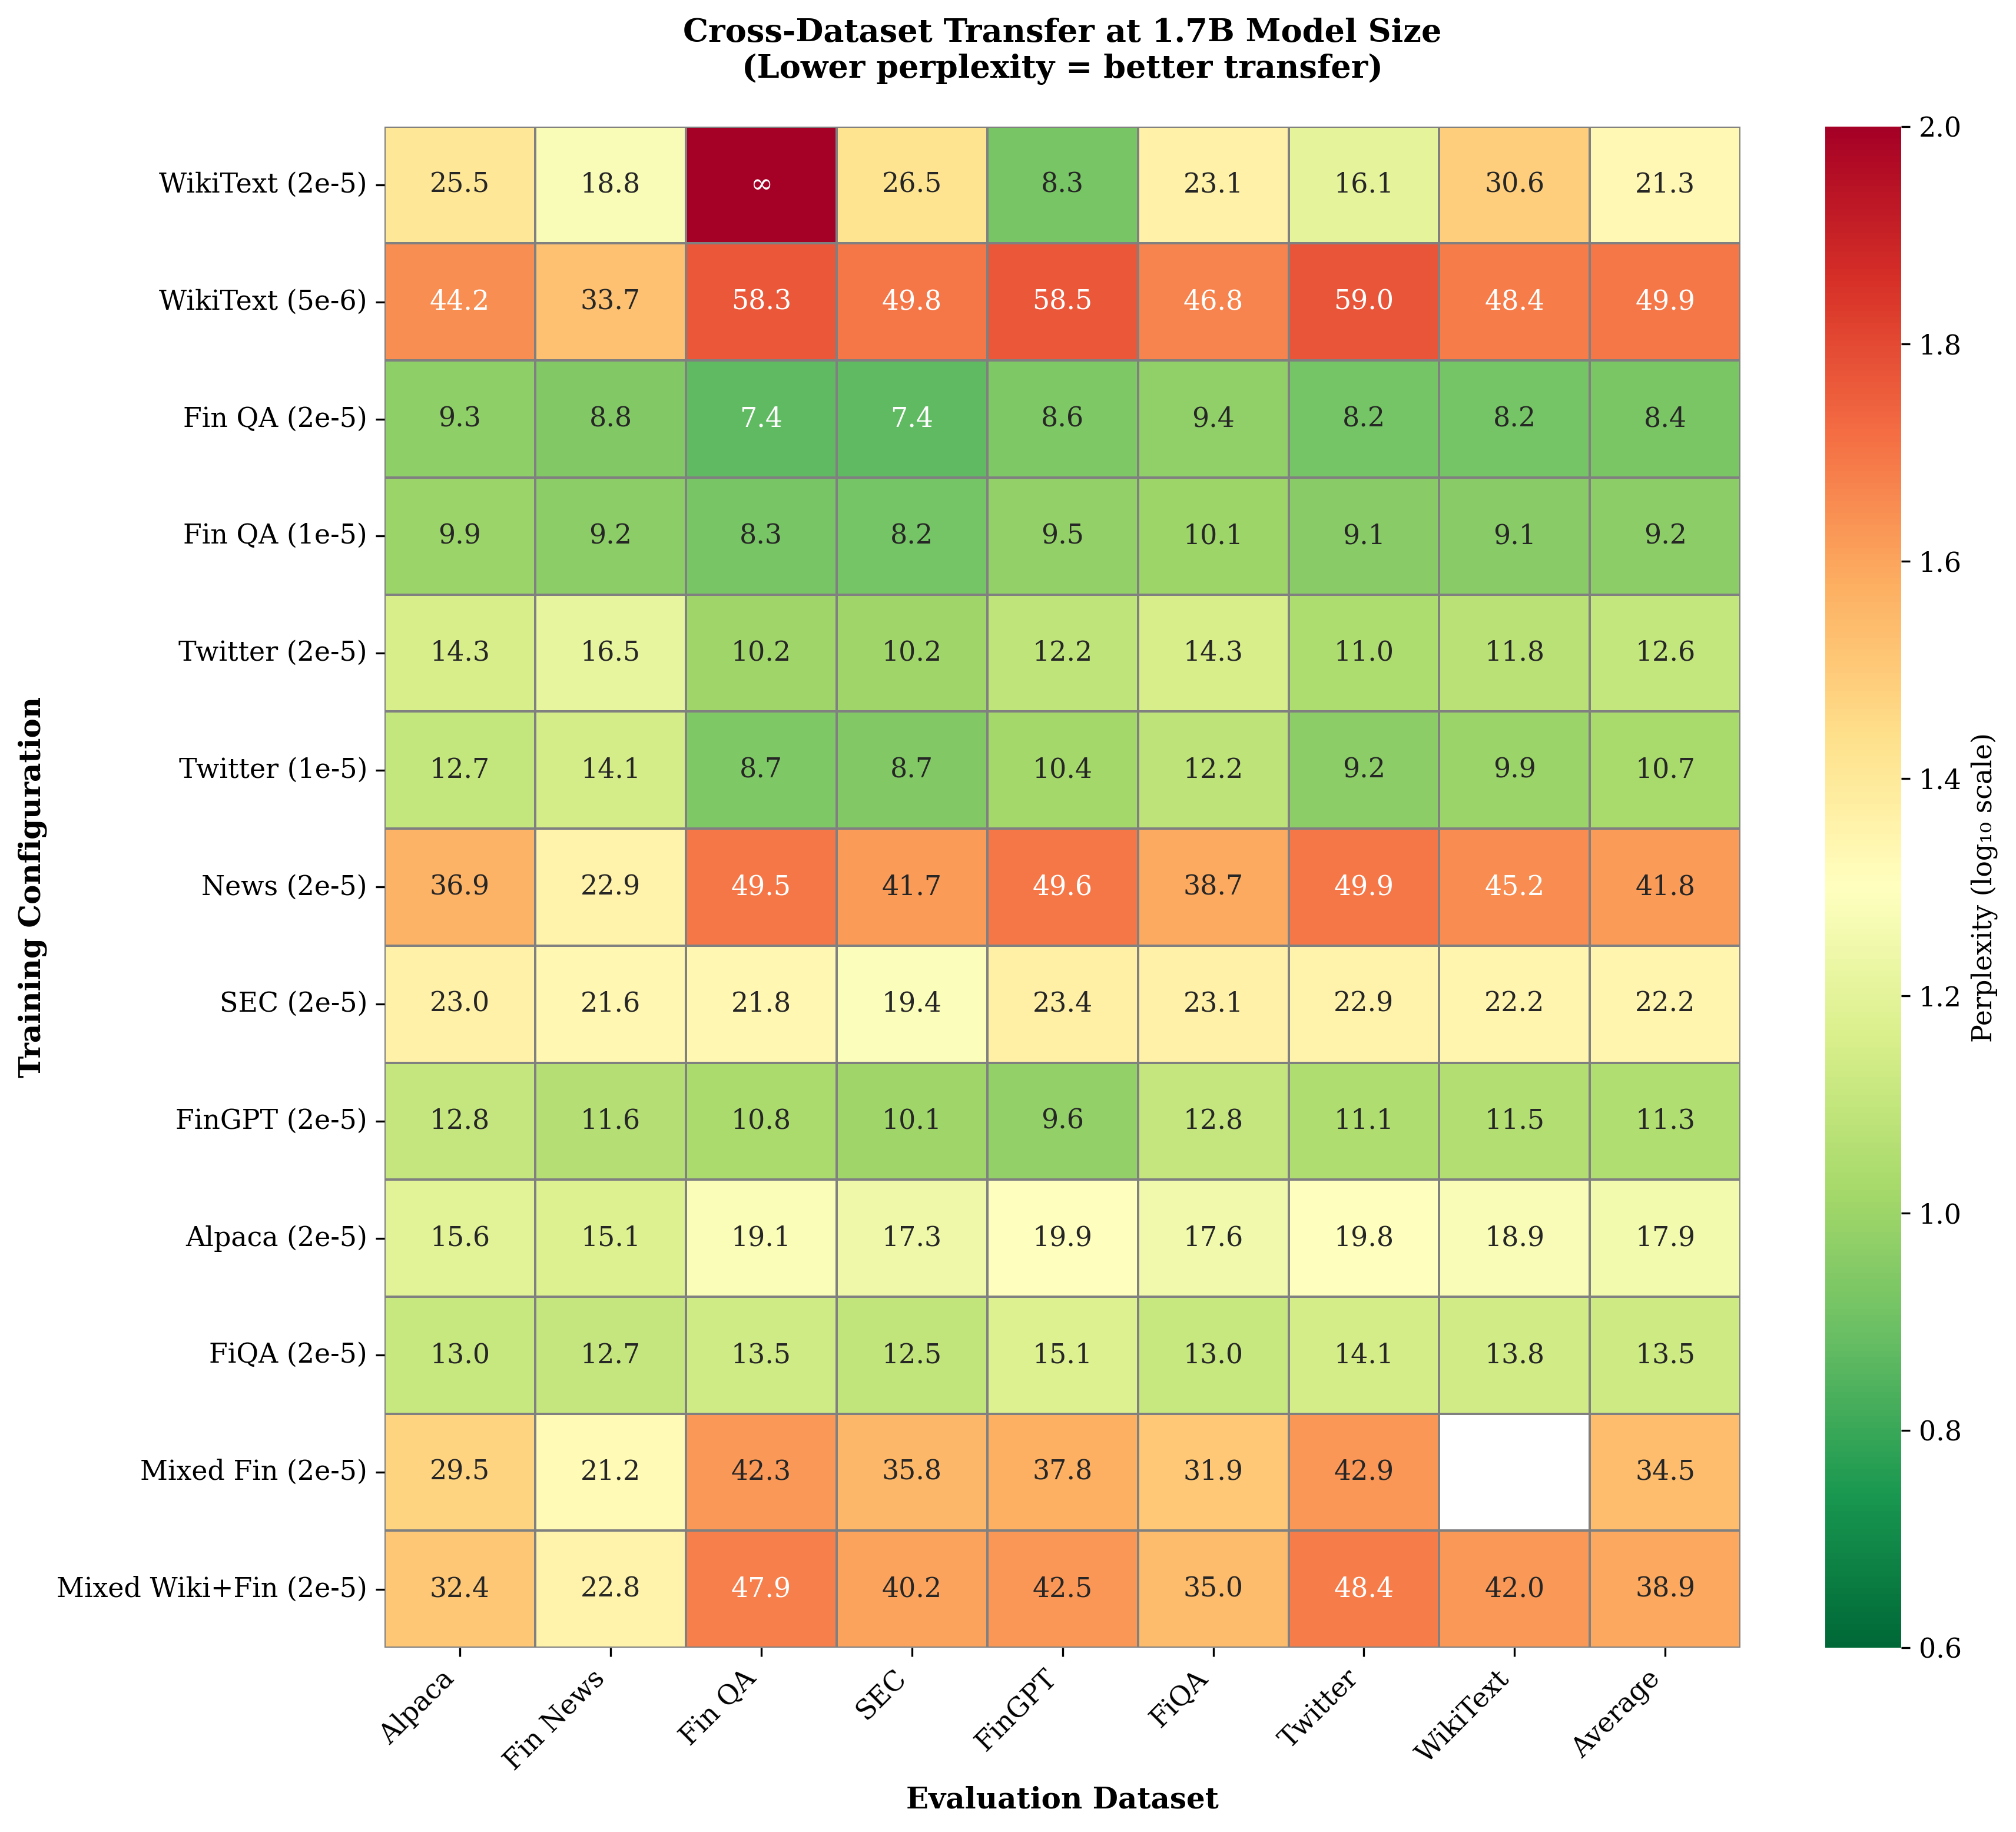 Cross-Dataset Transfer at 1.7B Model Size
(Lower perplexity = better transfer)
Training Configuration
WikiText (2e-5) 25.5 18.8 ∞ 26.5 8.3 23.1 16.1 30.6 21.3
WikiText (5e-6) 44.2 33.7 58.3 49.8 58.5 46.8 59.0 48.4 49.9
Fin QA (2e-5) 9.3 8.8 7.4 7.4 8.6 9.4 8.2 8.2 8.4
Fin QA (1e-5) 9.9 9.2 8.3 8.2 9.5 10.1 9.1 9.1 9.2
Twitter (2e-5) 14.3 16.5 10.2 10.2 12.2 14.3 11.0 11.8 12.6
Twitter (1e-5) 12.7 14.1 8.7 8.7 10.4 12.2 9.2 9.9 10.7
News (2e-5) 36.9 22.9 49.5 41.7 49.6 38.7 49.9 45.2 41.8
SEC (2e-5) 23.0 21.6 21.8 19.4 23.4 23.1 22.9 22.2 22.2
FinGPT (2e-5) 12.8 11.6 10.8 10.1 9.6 12.8 11.1 11.5 11.3
Alpaca (2e-5) 15.6 15.1 19.1 17.3 19.9 17.6 19.8 18.9 17.9
FiQA (2e-5) 13.0 12.7 13.5 12.5 15.1 13.0 14.1 13.8 13.5
Mixed Fin (2e-5) 29.5 21.2 42.3 35.8 37.8 31.9 42.9 34.5
Mixed Wiki+Fin (2e-5) 32.4 22.8 47.9 40.2 42.5 35.0 48.4 42.0 38.9
Alpaca Fin News Fin QA SEC FinGPT FiQA Twitter WikiText Average
Evaluation Dataset
2.0
1.8
1.6
1.4
1.2
1.0
0.8
0.6
Perplexity (log₁₀ scale)